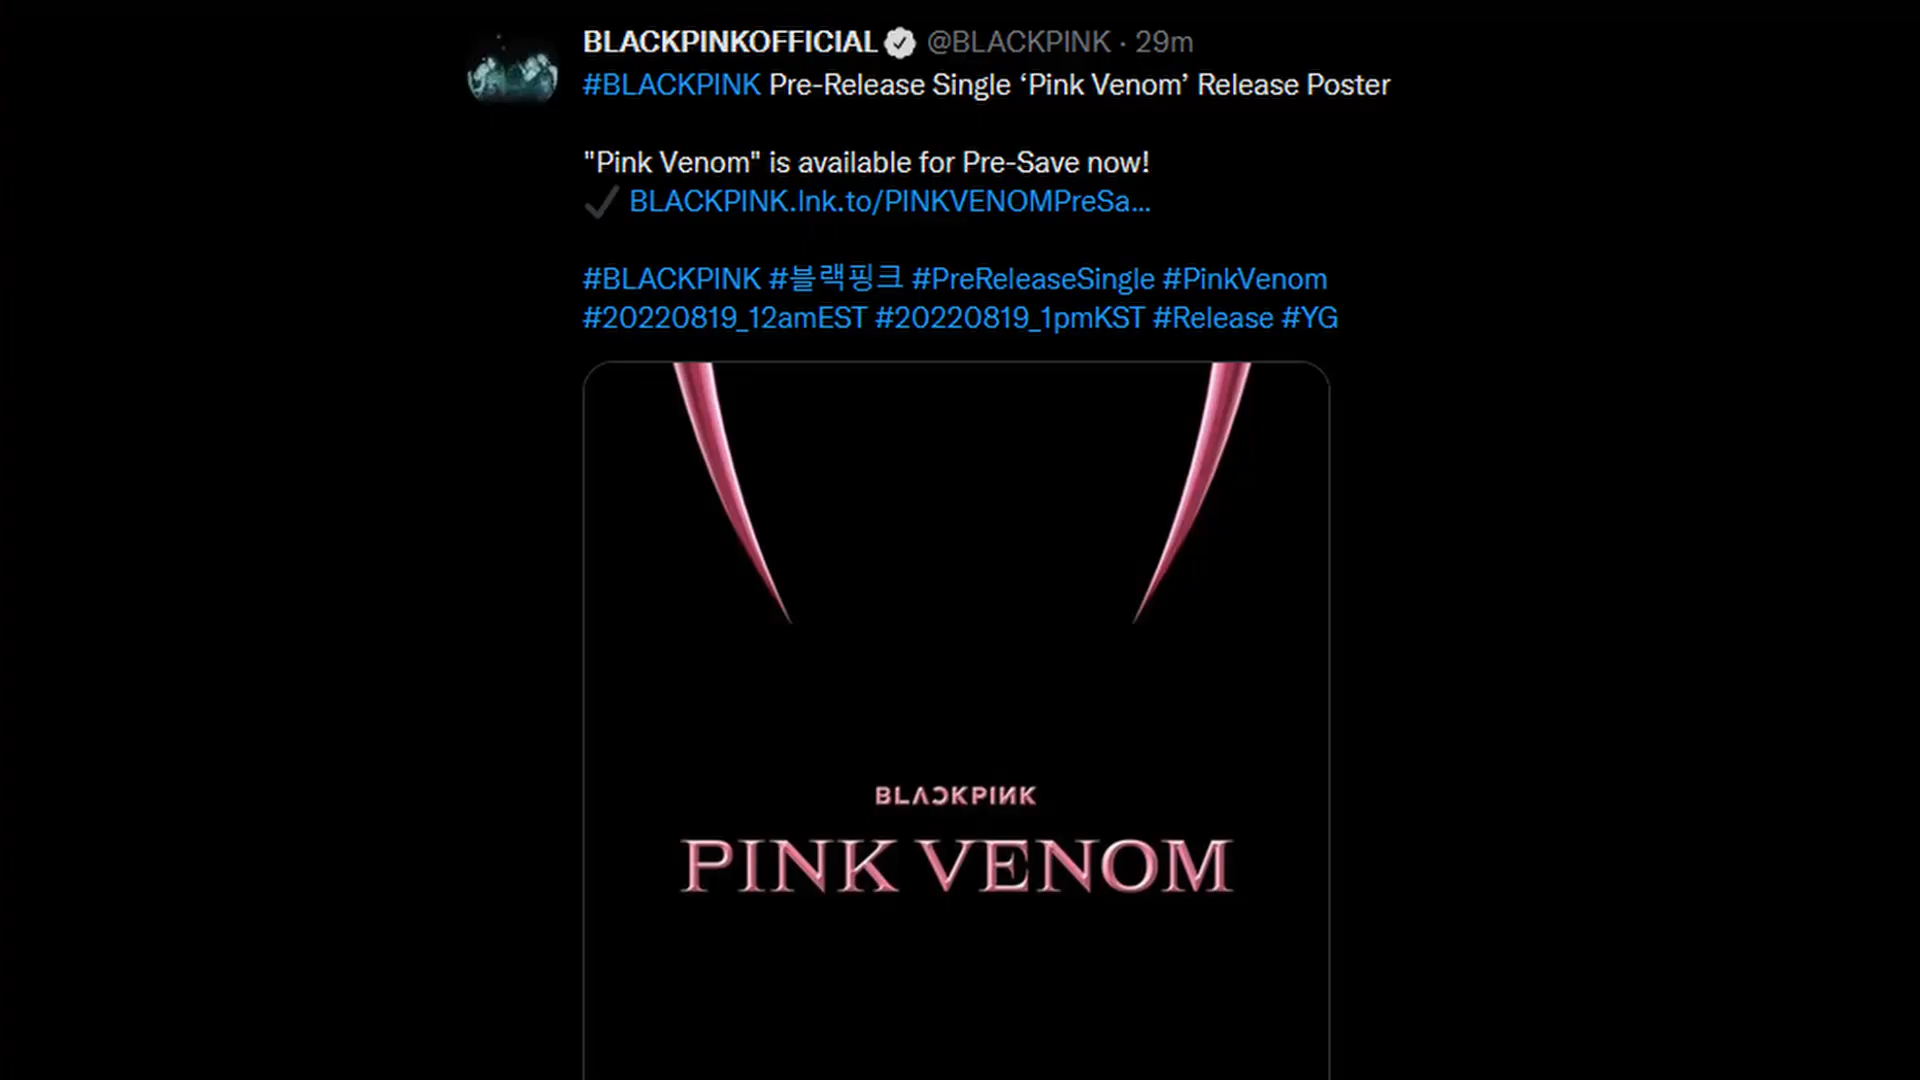 BLACKPINKOFFICIAL @BLACKPINK · 29m
#BLACKPINK Pre-Release Single ‘Pink Venom’ Release Poster
"Pink Venom" is available for Pre-Save now!
✔ BLACKPINK.lnk.to/PINKVENOMPreSa...
#BLACKPINK #블랙핑크 #PreReleaseSingle #PinkVenom
#20220819_12amEST #20220819_1pmKST #Release #YG
BLACKPINK
PINK VENOM